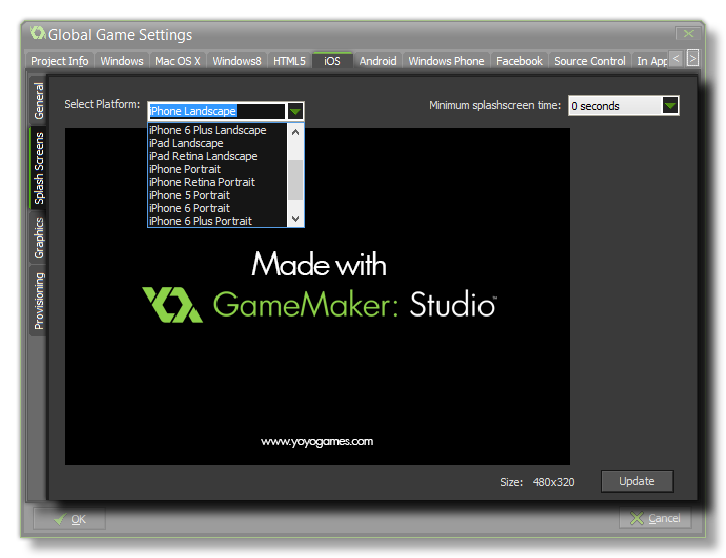 Global Game Settings
Project Info Windows Mac OS X Windows8 HTML5 iOS Android Windows Phone Facebook Source Control In App
General
Splash Screens
Graphics
Provisioning
Select Platform: iPhone Landscape
Minimum splashscreen time: 0 seconds
iPhone 6 Plus Landscape
iPad Landscape
iPad Retina Landscape
iPhone Portrait
iPhone Retina Portrait
iPhone 5 Portrait
iPhone 6 Portrait
iPhone 6 Plus Portrait
Made with
GameMaker: Studio™
www.yoyogames.com
Size: 480x320
Update
OK
Cancel